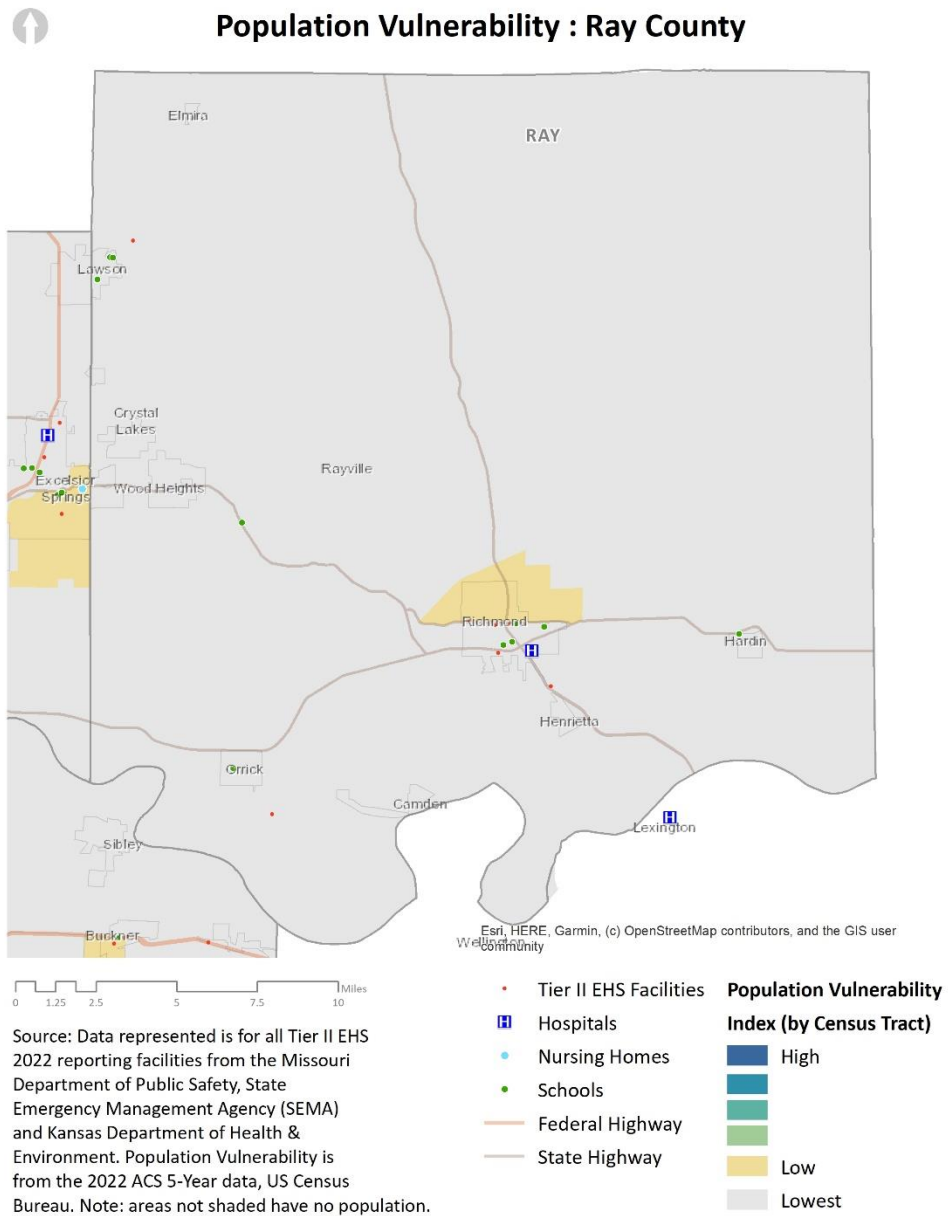 Population Vulnerability : Ray County
Elmira
RAY
Lawson
Crystal
Lakes
H
Rayville
Excelsior
Springs
Wood Heights
Richmond
Hardin
H
Henrietta
Orrick
Camden
H
Lexington
Sibley
Buckner
Esri, HERE, Garmin, (c) OpenStreetMap contributors, and the GIS user
community
Wellington
Miles
0 1.25 2.5 5 7.5 10
Source: Data represented is for all Tier II EHS
2022 reporting facilities from the Missouri
Department of Public Safety, State
Emergency Management Agency (SEMA)
and Kansas Department of Health &
Environment. Population Vulnerability is
from the 2022 ACS 5-Year data, US Census
Bureau. Note: areas not shaded have no population.
Tier II EHS Facilities
H Hospitals
Nursing Homes
Schools
Federal Highway
State Highway
Population Vulnerability
Index (by Census Tract)
High
Low
Lowest